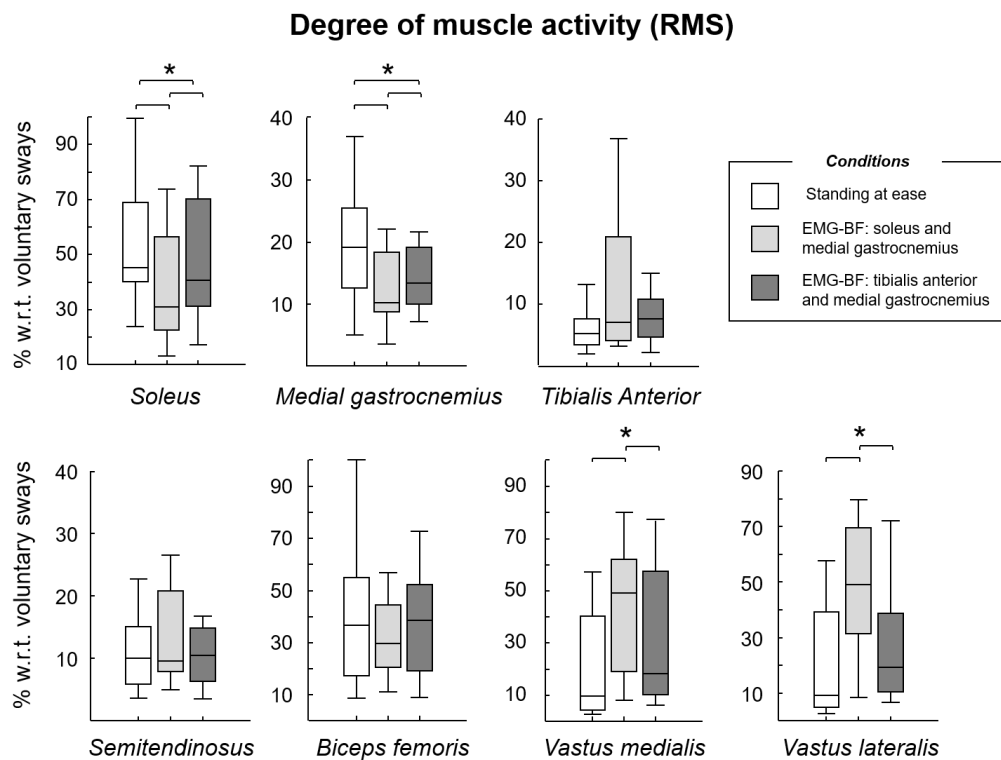 Degree of muscle activity (RMS)
*
*
% w.r.t. voluntary sways
90
70
50
30
10
Soleus
40
30
20
10
Medial gastrocnemius
40
30
20
10
Tibialis Anterior
Conditions
Standing at ease
EMG-BF: soleus and
medial gastrocnemius
EMG-BF: tibialis anterior
and medial gastrocnemius
% w.r.t. voluntary sways
40
30
20
10
Semitendinosus
90
70
50
30
10
Biceps femoris
*
90
70
50
30
10
Vastus medialis
*
90
70
50
30
10
Vastus lateralis